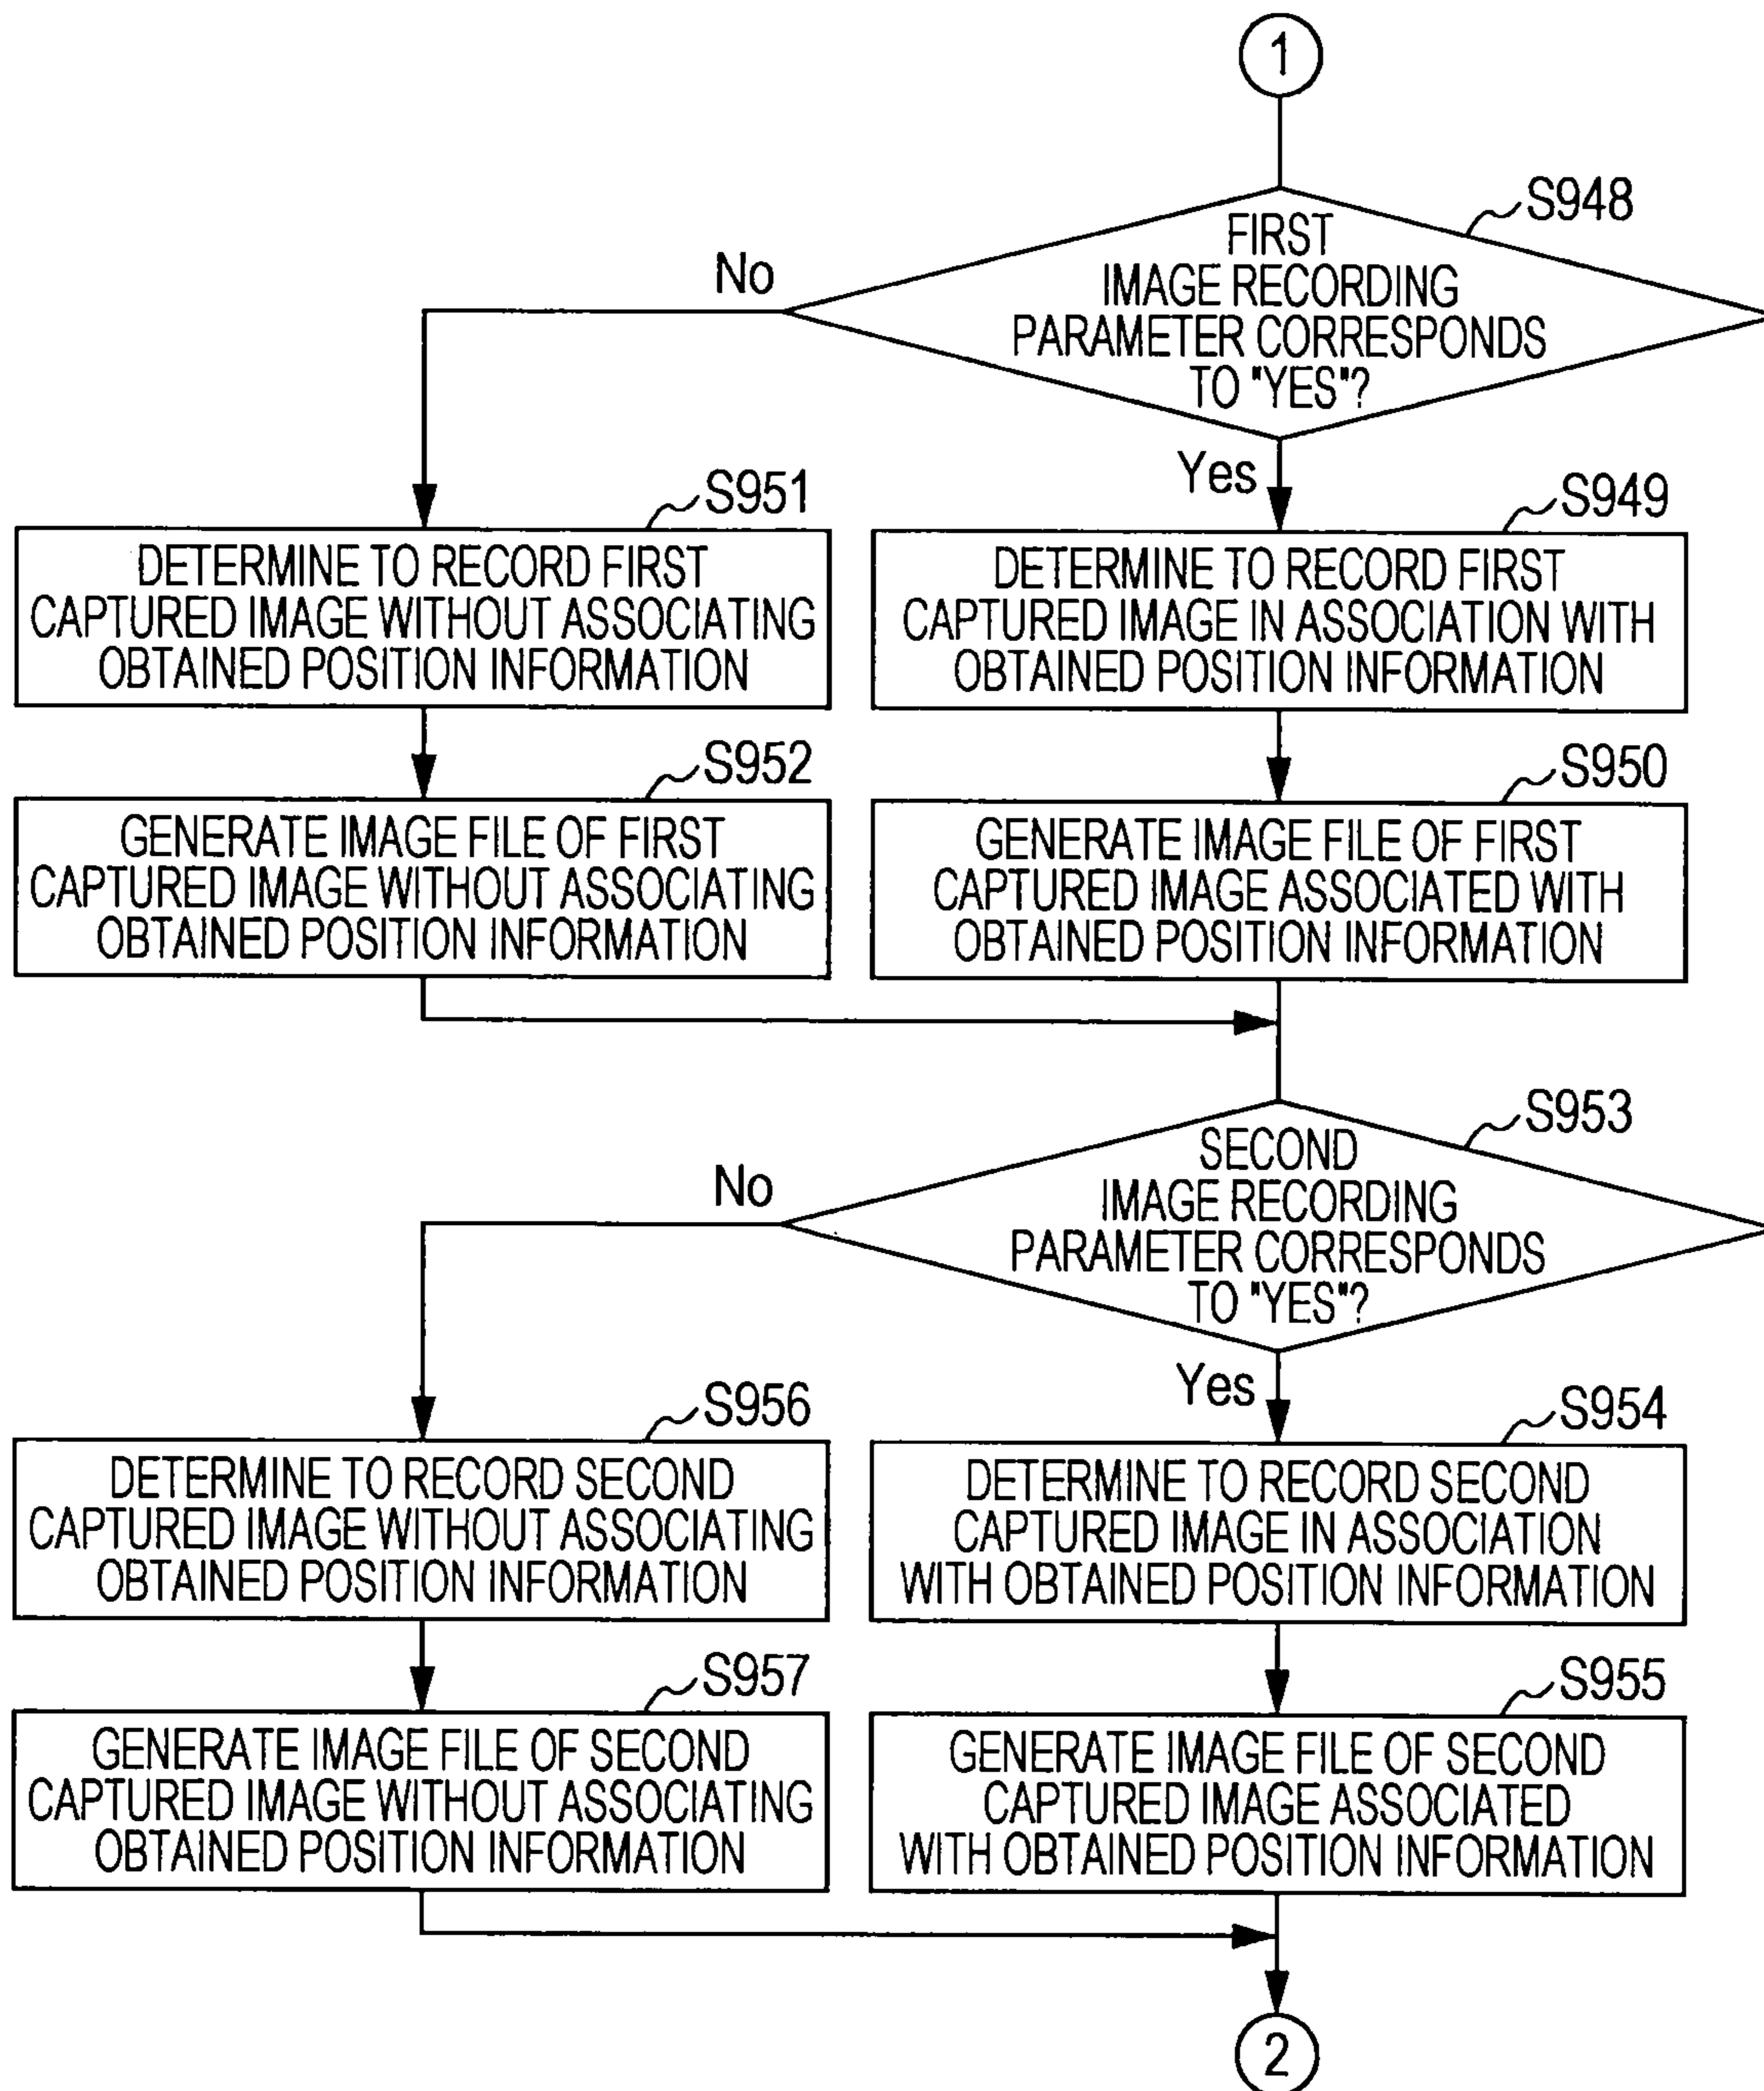 1
S948
FIRST
IMAGE RECORDING
PARAMETER CORRESPONDS
TO "YES"?
No
Yes
S951
DETERMINE TO RECORD FIRST
CAPTURED IMAGE WITHOUT ASSOCIATING
OBTAINED POSITION INFORMATION
S949
DETERMINE TO RECORD FIRST
CAPTURED IMAGE IN ASSOCIATION WITH
OBTAINED POSITION INFORMATION
S952
GENERATE IMAGE FILE OF FIRST
CAPTURED IMAGE WITHOUT ASSOCIATING
OBTAINED POSITION INFORMATION
S950
GENERATE IMAGE FILE OF FIRST
CAPTURED IMAGE ASSOCIATED WITH
OBTAINED POSITION INFORMATION
S953
SECOND
IMAGE RECORDING
PARAMETER CORRESPONDS
TO "YES"?
No
Yes
S956
DETERMINE TO RECORD SECOND
CAPTURED IMAGE WITHOUT ASSOCIATING
OBTAINED POSITION INFORMATION
S954
DETERMINE TO RECORD SECOND
CAPTURED IMAGE IN ASSOCIATION
WITH OBTAINED POSITION INFORMATION
S957
GENERATE IMAGE FILE OF SECOND
CAPTURED IMAGE WITHOUT ASSOCIATING
OBTAINED POSITION INFORMATION
S955
GENERATE IMAGE FILE OF SECOND
CAPTURED IMAGE ASSOCIATED
WITH OBTAINED POSITION INFORMATION
2